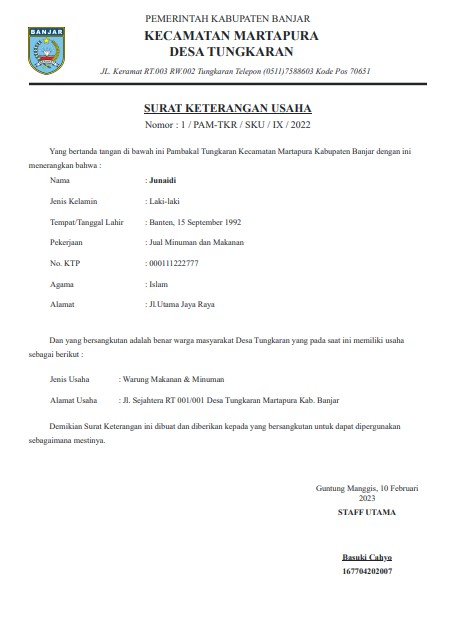 BANJAR
PEMERINTAH KABUPATEN BANJAR
KECAMATAN MARTAPURA
DESA TUNGKARAN
JL. Keramat RT.003 RW.002 Tungkaran Telepon (0511)7588603 Kode Pos 70651
SURAT KETERANGAN USAHA
Nomor : 1 / PAM-TKR / SKU / IX / 2022
Yang bertanda tangan di bawah ini Pambakal Tungkaran Kecamatan Martapura Kabupaten Banjar dengan ini
menerangkan bahwa :
Nama : Junaidi
Jenis Kelamin : Laki-laki
Tempat/Tanggal Lahir : Banten, 15 September 1992
Pekerjaan : Jual Minuman dan Makanan
No. KTP : 000111222777
Agama : Islam
Alamat : Jl.Utama Jaya Raya
Dan yang bersangkutan adalah benar warga masyarakat Desa Tungkaran yang pada saat ini memiliki usaha
sebagai berikut :
Jenis Usaha : Warung Makanan & Minuman
Alamat Usaha : Jl. Sejahtera RT 001/001 Desa Tungkaran Martapura Kab. Banjar
Demikian Surat Keterangan ini dibuat dan diberikan kepada yang bersangkutan untuk dapat dipergunakan
sebagaimana mestinya.
Guntung Manggis, 10 Februari
2023
STAFF UTAMA
Basuki Cahyo
167704202007